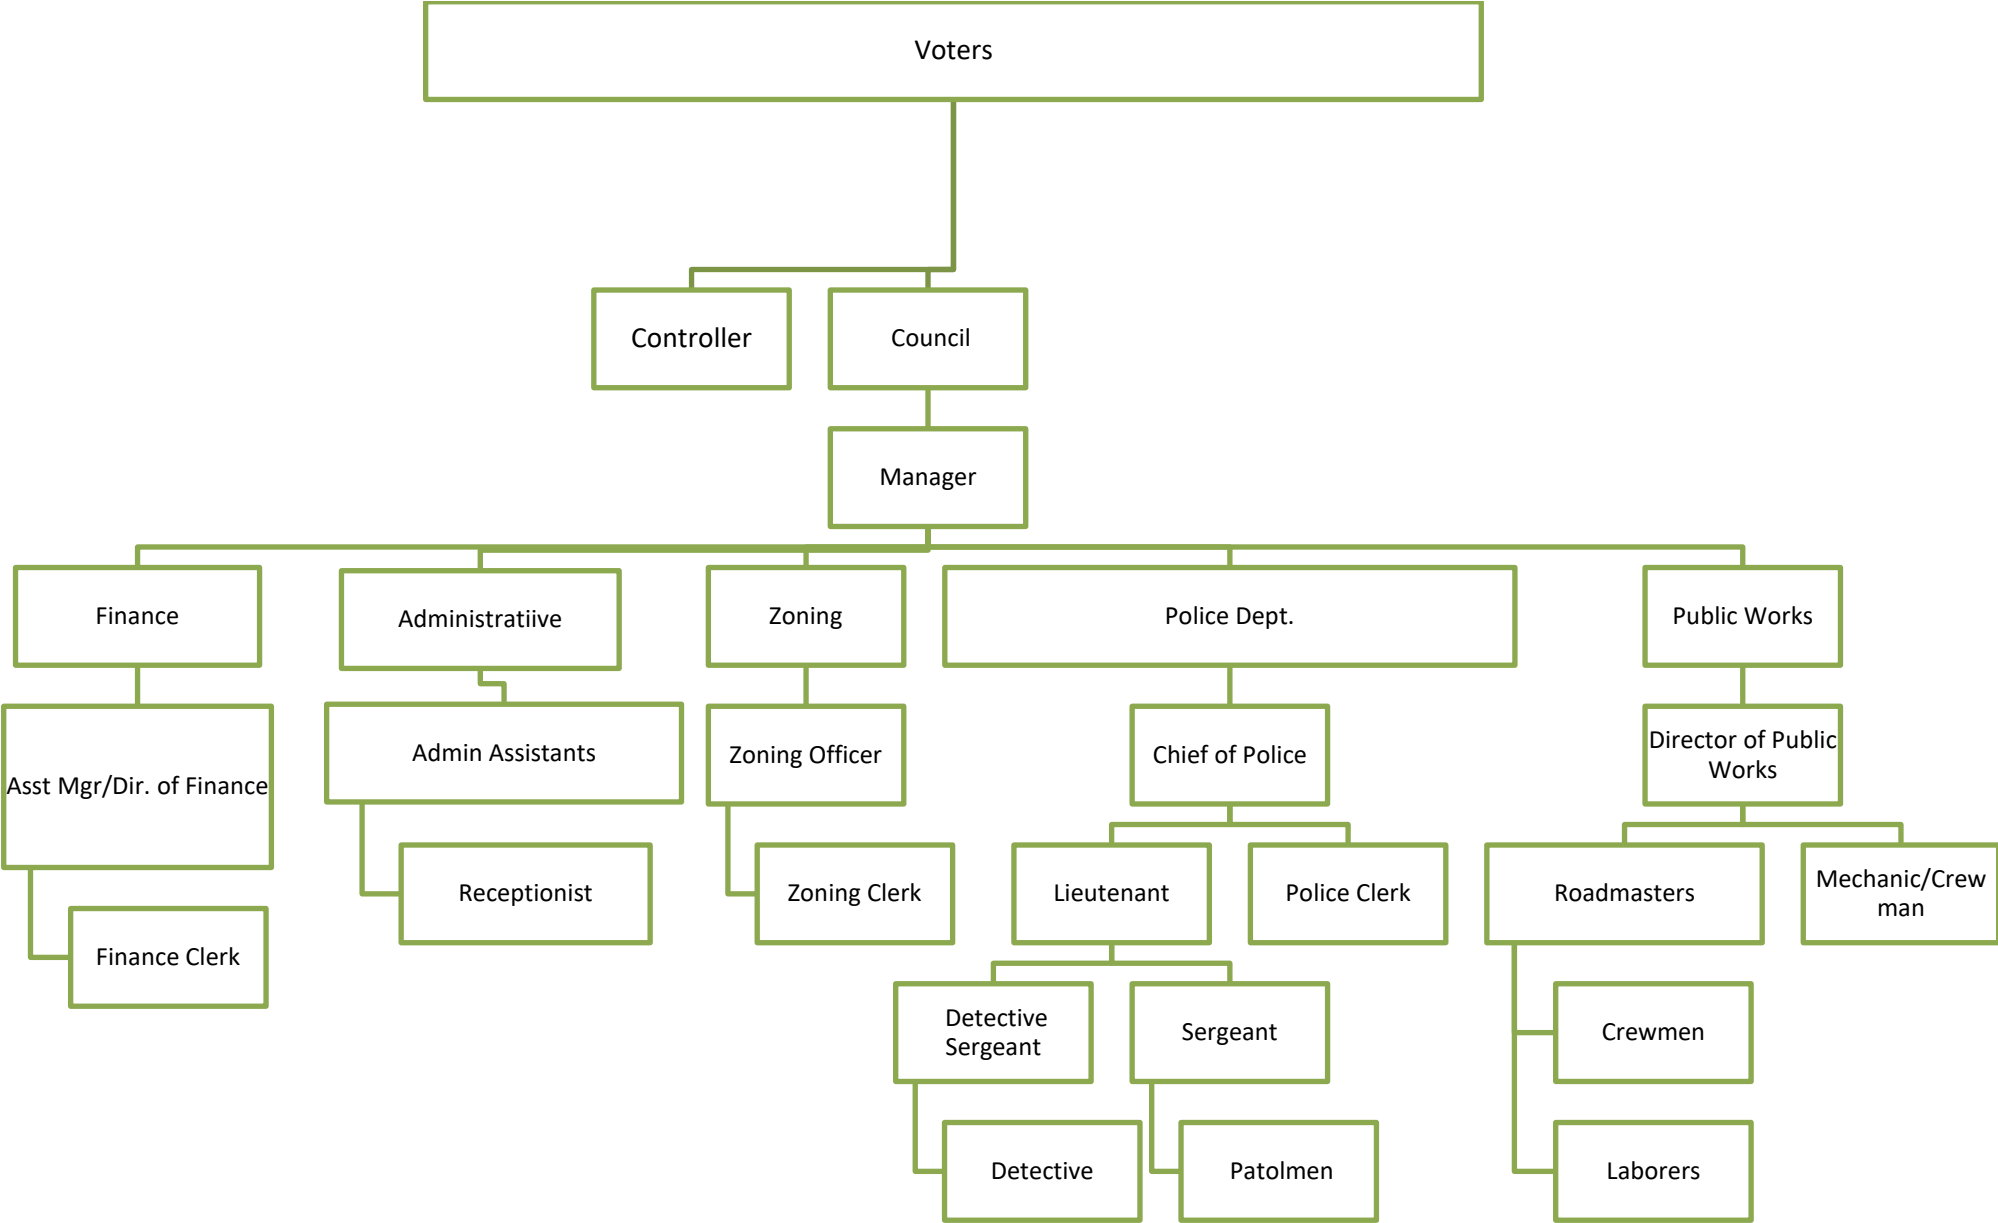 Voters
Controller
Council
Manager
Finance
Administratiive
Zoning
Police Dept.
Public Works
Asst Mgr/Dir. of Finance
Admin Assistants
Zoning Officer
Chief of Police
Director of Public
Works
Finance Clerk
Receptionist
Zoning Clerk
Lieutenant
Police Clerk
Roadmasters
Mechanic/Crew
man
Detective
Sergeant
Sergeant
Crewmen
Detective
Patolmen
Laborers